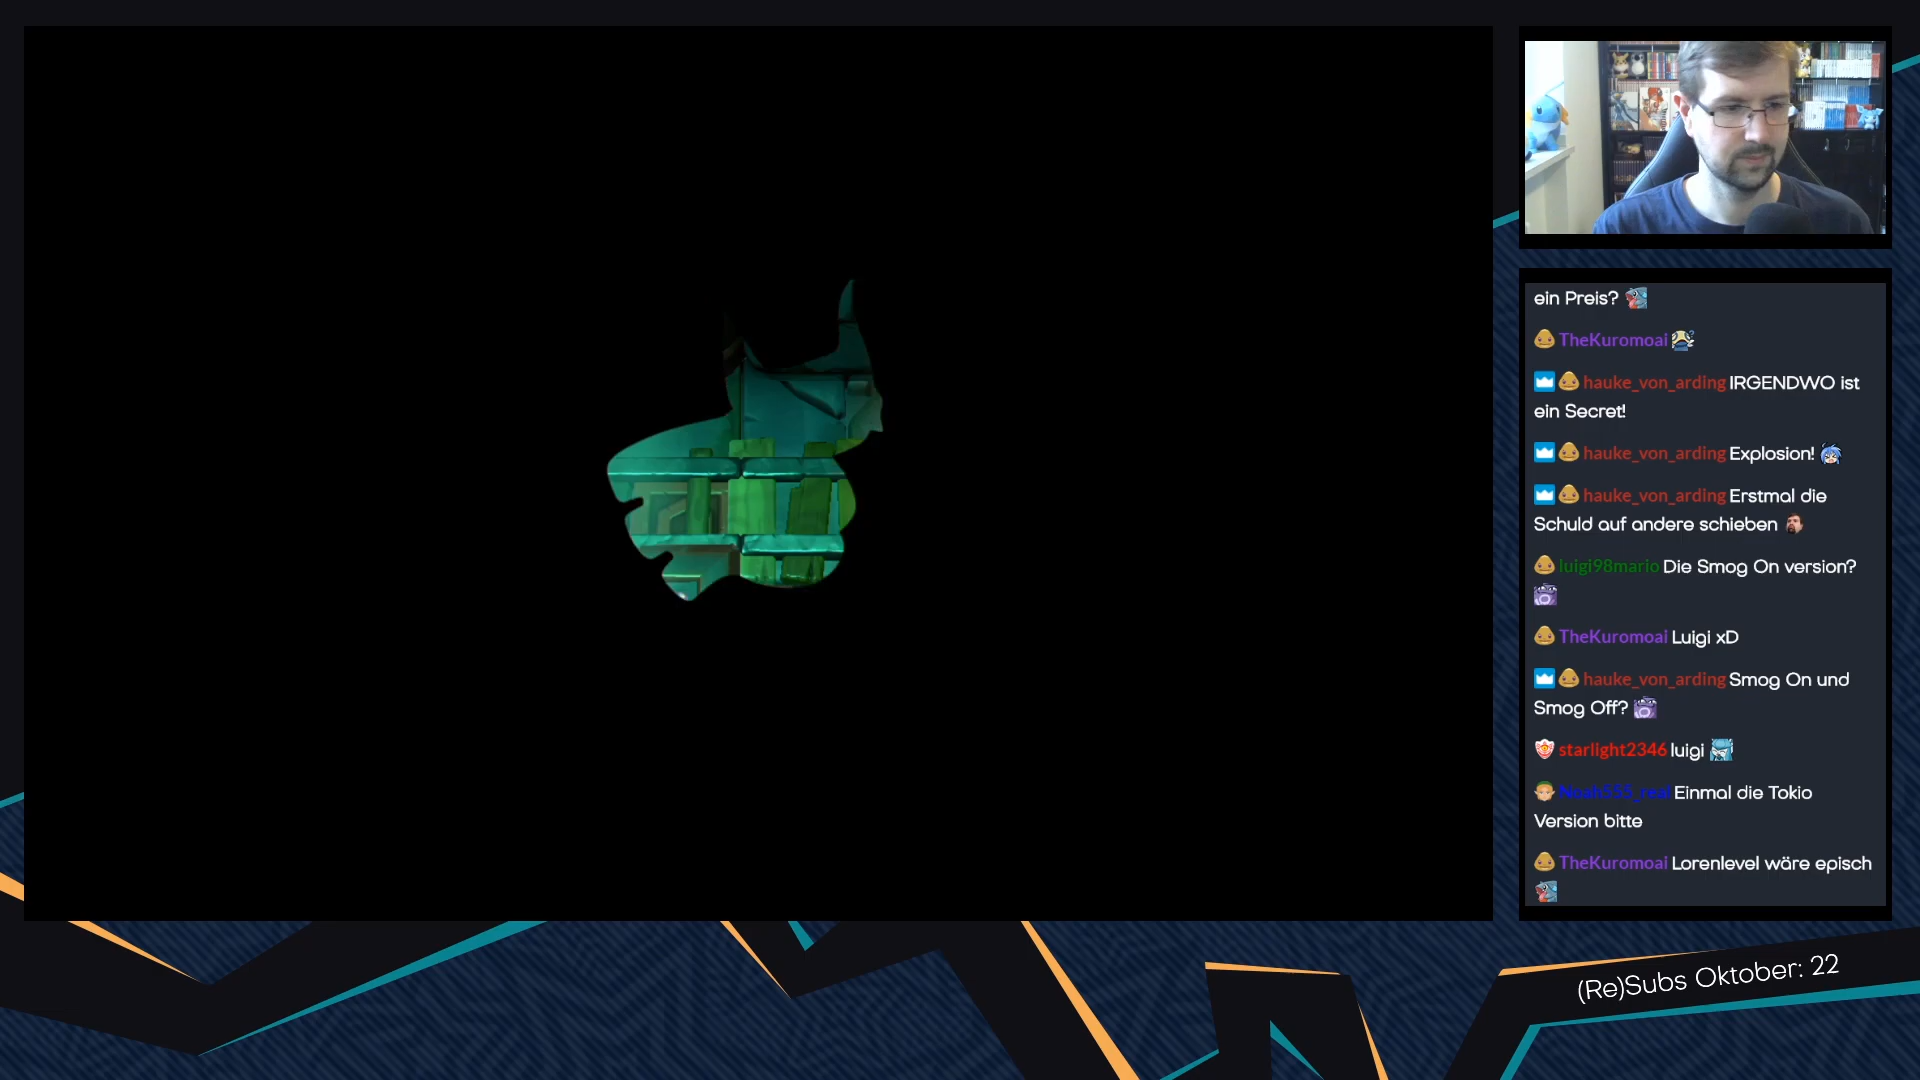 ein Preis?
TheKuromoai
hauke_von_arding IRGENDWO ist
ein Secret!
hauke_von_arding Explosion!
hauke_von_arding Erstmal die
Schuld auf andere schieben
luigi98mario Die Smog On version?
TheKuromoai Luigi xD
hauke_von_arding Smog On und
Smog Off?
starlight2346 luigi
Noah555_real Einmal die Tokio
Version bitte
TheKuromoai Lorenlevel wäre episch
(Re)Subs Oktober: 22